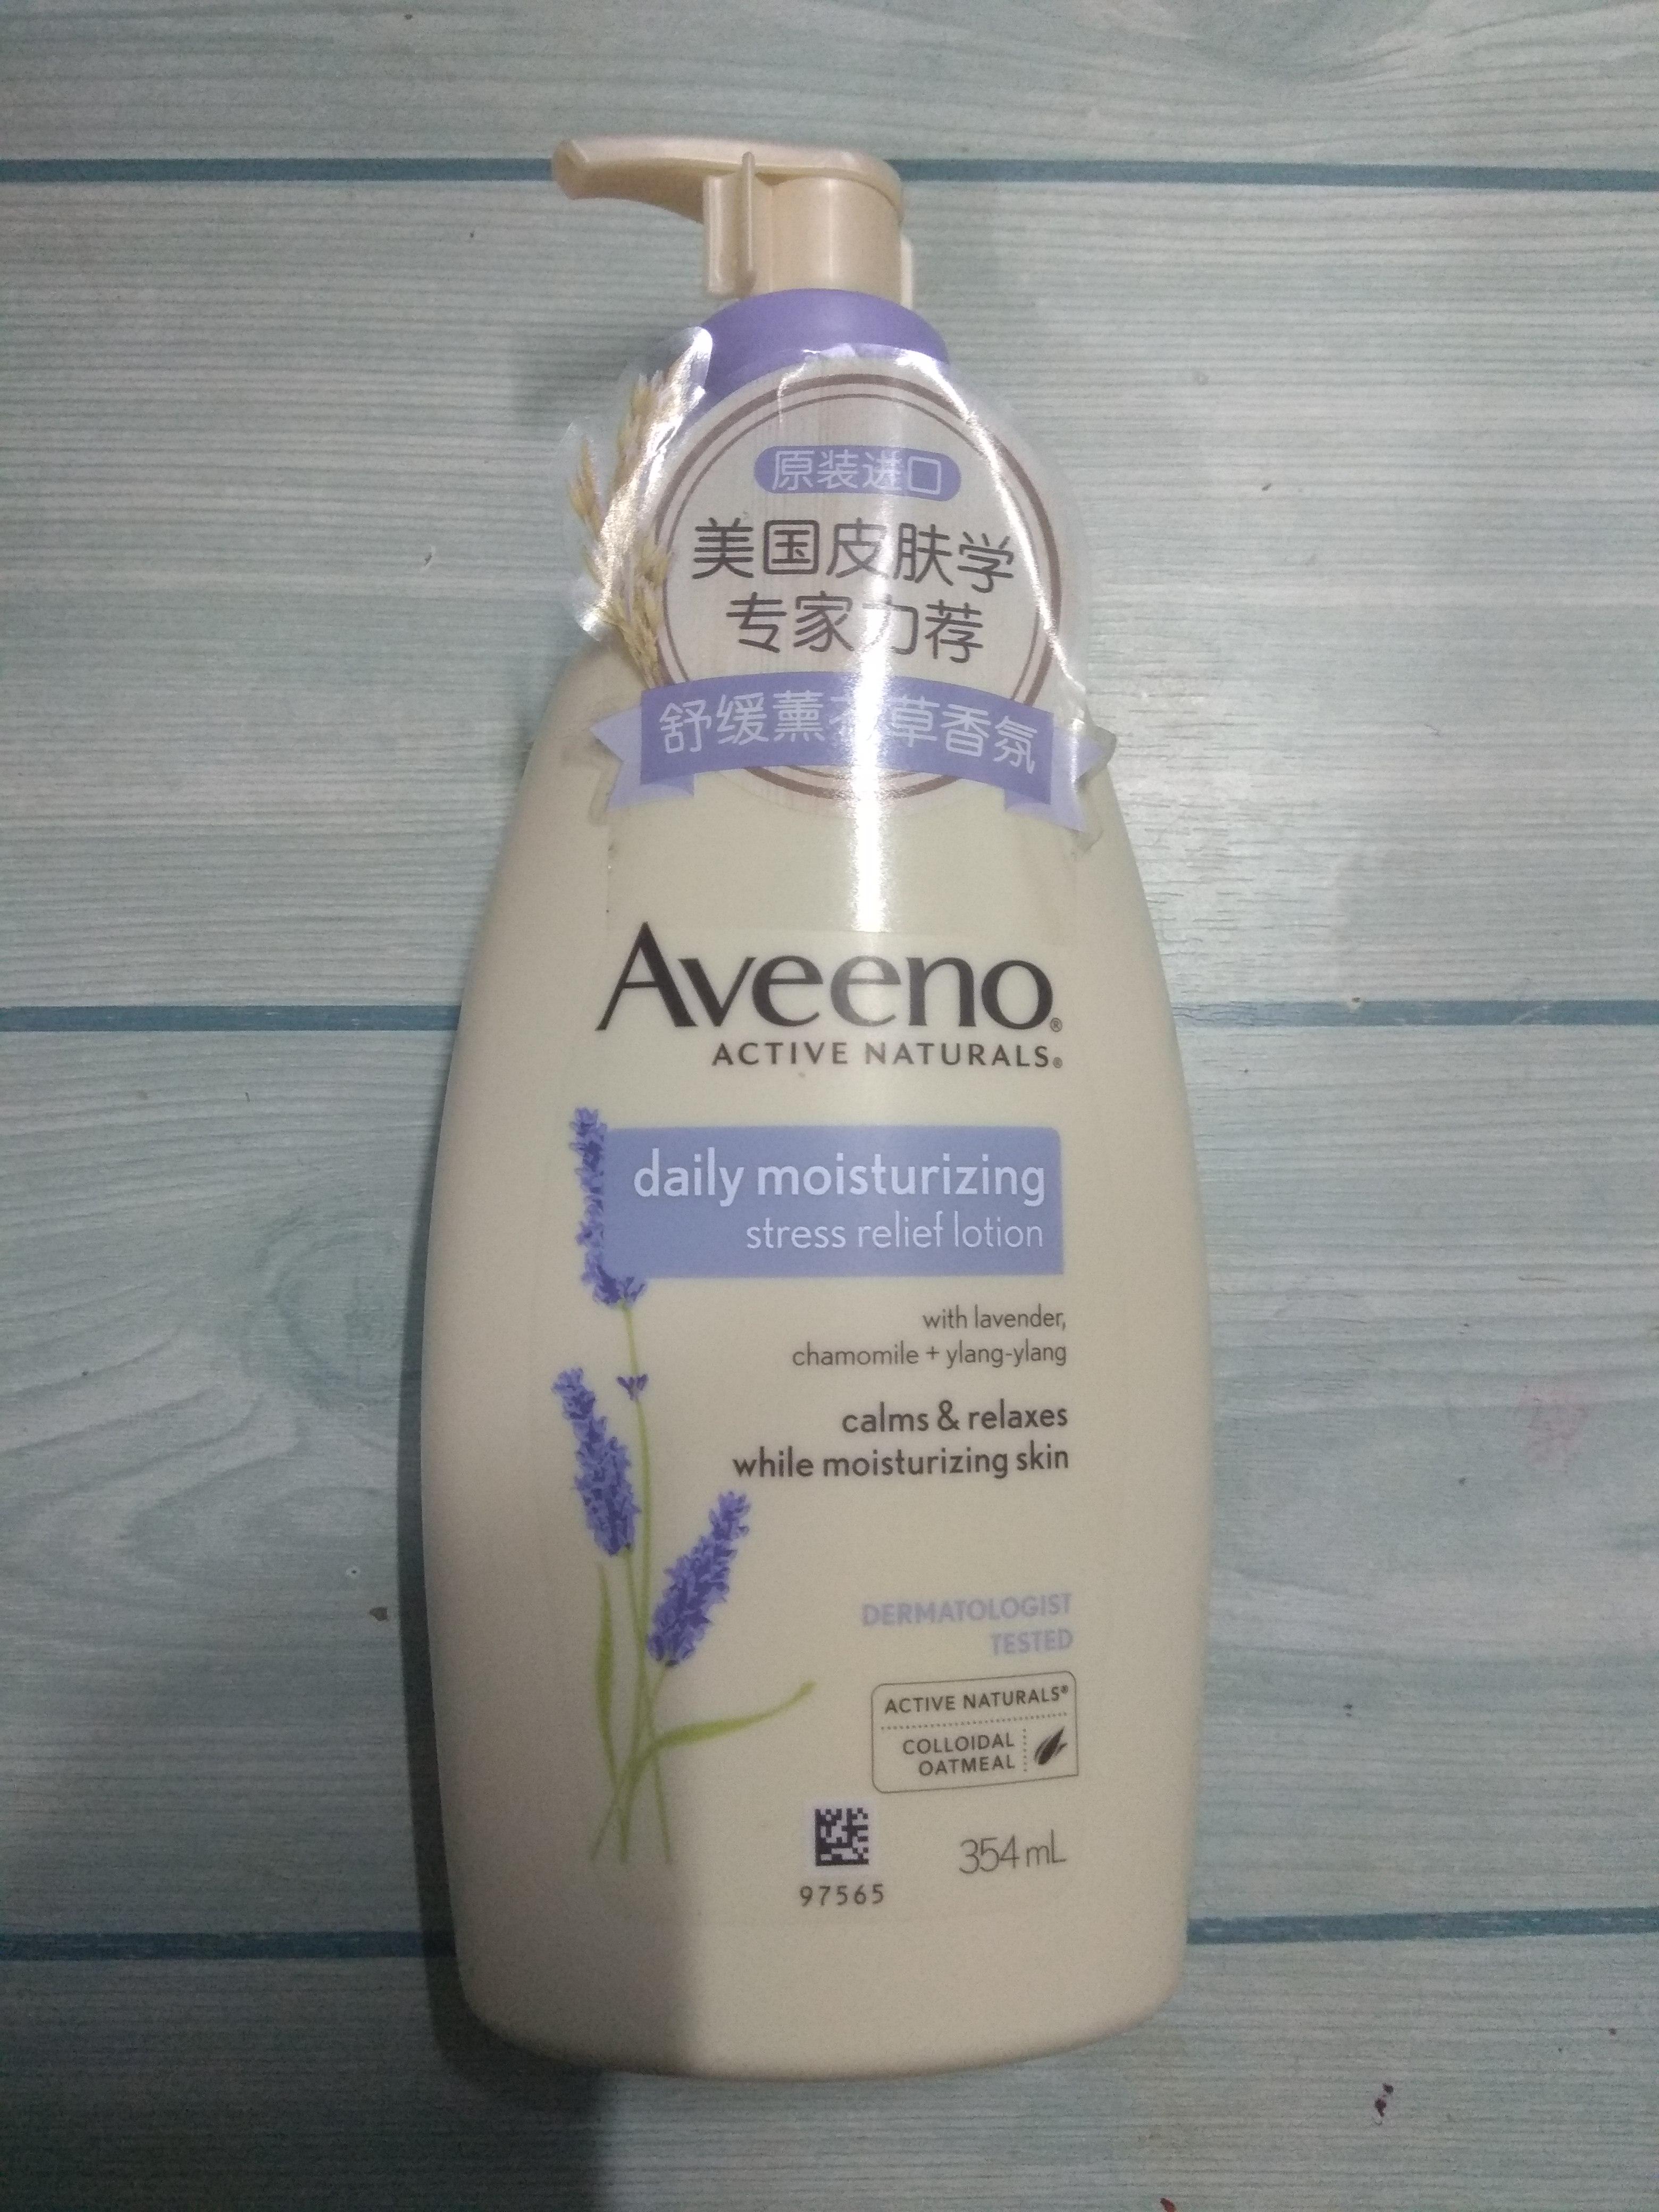 原装进口
美国皮肤学
专家力荐
舒缓薰衣草香氛
Aveeno®
ACTIVE NATURALS®
daily moisturizing
stress relief lotion
with lavender,
chamomile + ylang-ylang
calms & relaxes
while moisturizing skin
DERMATOLOGIST
TESTED
ACTIVE NATURALS®
COLLOIDAL
OATMEAL
354 mL
97565